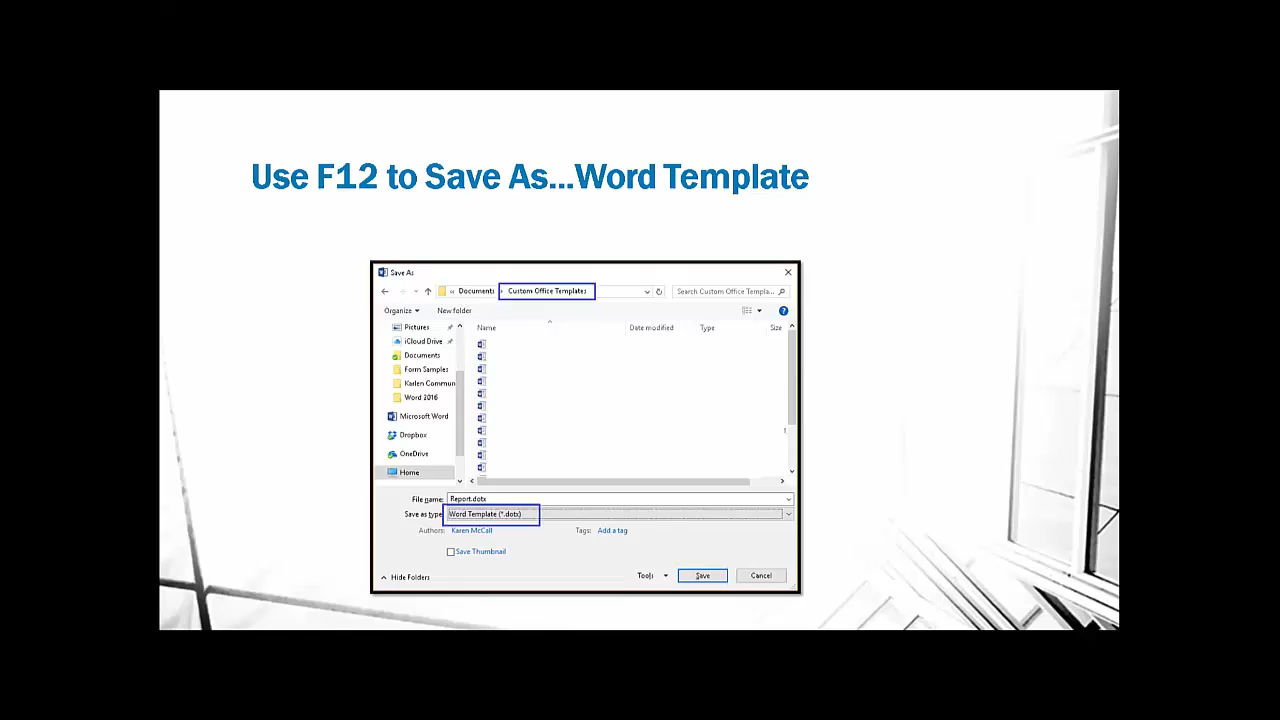 Use F12 to Save As...Word Template
Save As
« Documents › Custom Office Templates
Search Custom Office Templa...
Organize
New folder
Name
Date modified
Type
Size
Pictures
iCloud Drive
Documents
Form Samples
Karlen Commun
Word 2016
Microsoft Word
Dropbox
OneDrive
Home
File name: Report.dotx
Save as type: Word Template (*.dotx)
Authors: Karen McCall
Tags: Add a tag
Save Thumbnail
Hide Folders
Tools
Save
Cancel